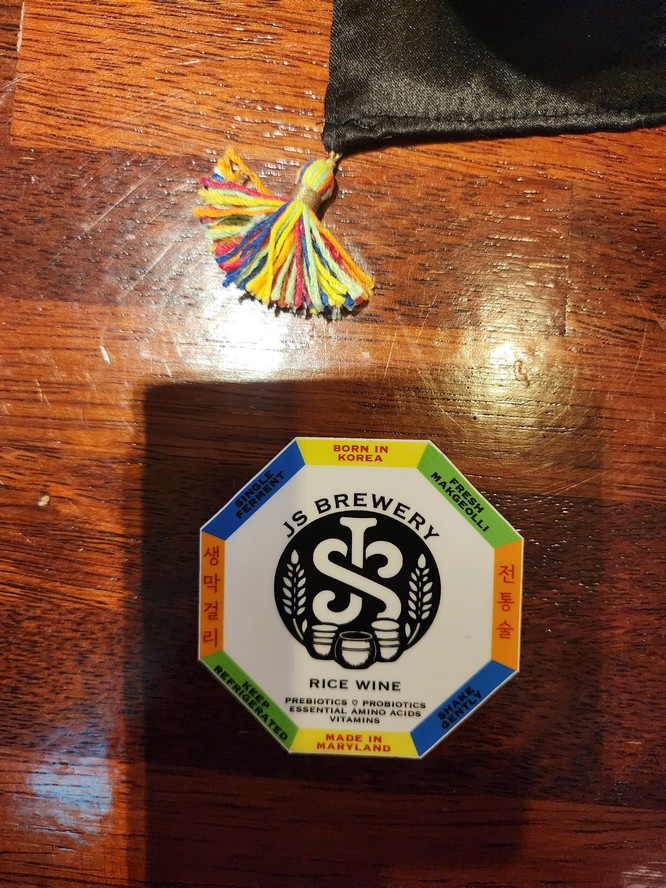 BORN IN
KOREA
SINGLE
FERMENT
FRESH
MAKGEOLLI
JS BREWERY
JS
생막걸리
전통술
RICE WINE
PREBIOTICS ♡ PROBIOTICS
ESSENTIAL AMINO ACIDS
VITAMINS
KEEP
REFRIGERATED
SHAKE
GENTLY
MADE IN
MARYLAND